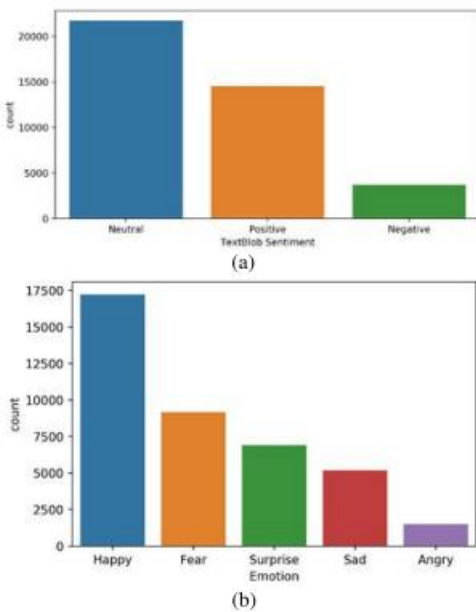 20000
15000
10000
5000
0
count
Neutral Positive Negative
TextBlob Sentiment
(a)
17500
15000
12500
10000
7500
5000
2500
0
count
Happy Fear Surprise Sad Angry
Emotion
(b)